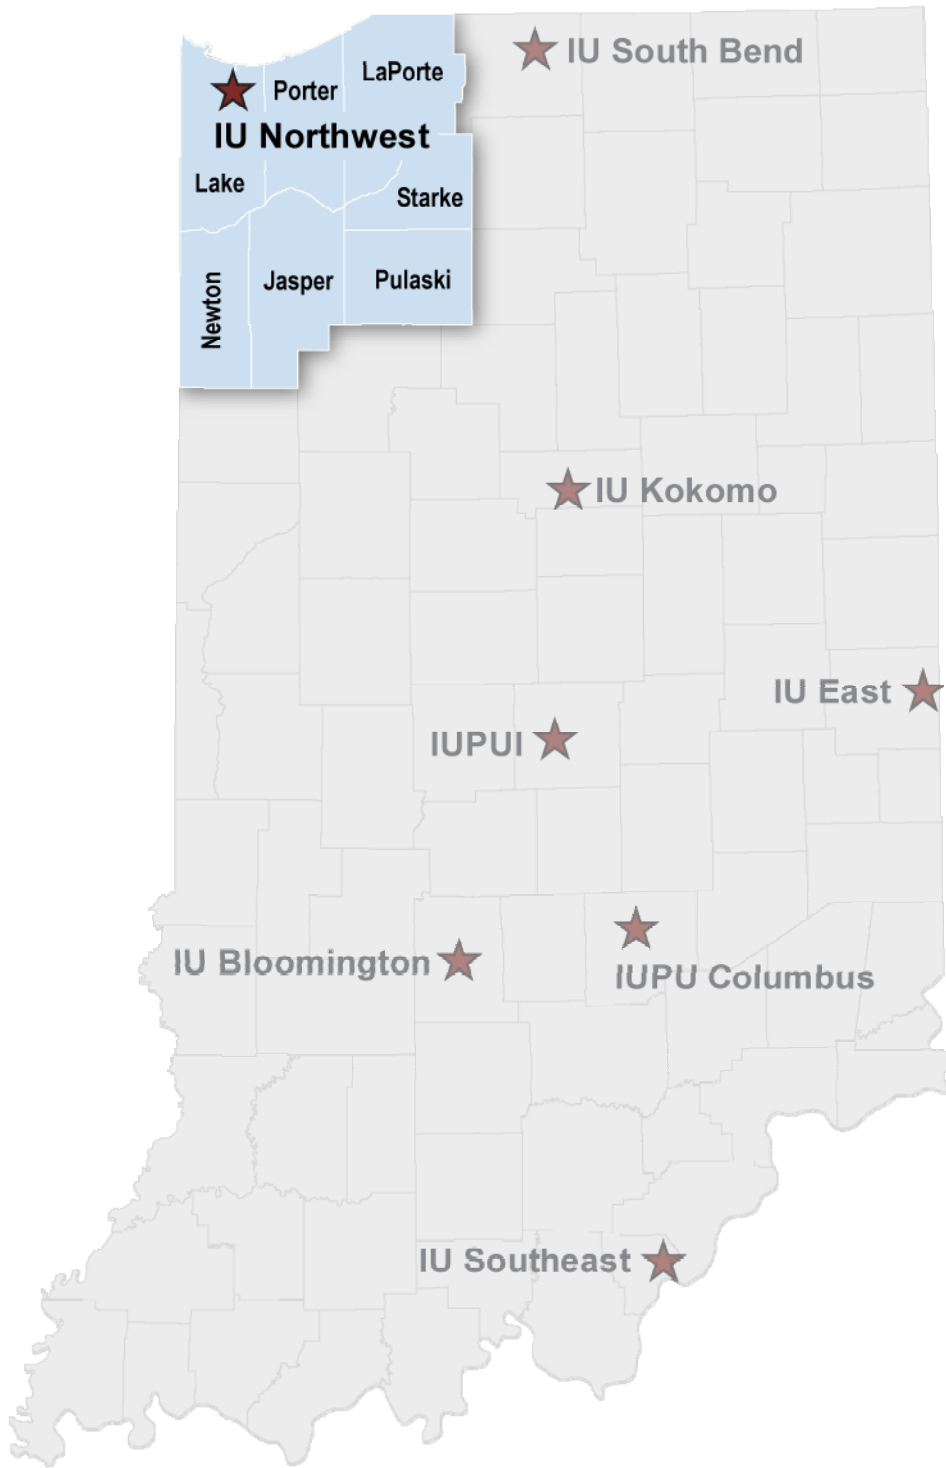 IU South Bend
LaPorte
Porter
IU Northwest
Lake
Starke
Newton
Jasper
Pulaski
IU Kokomo
IU East
IUPUI
IU Bloomington
IUPU Columbus
IU Southeast